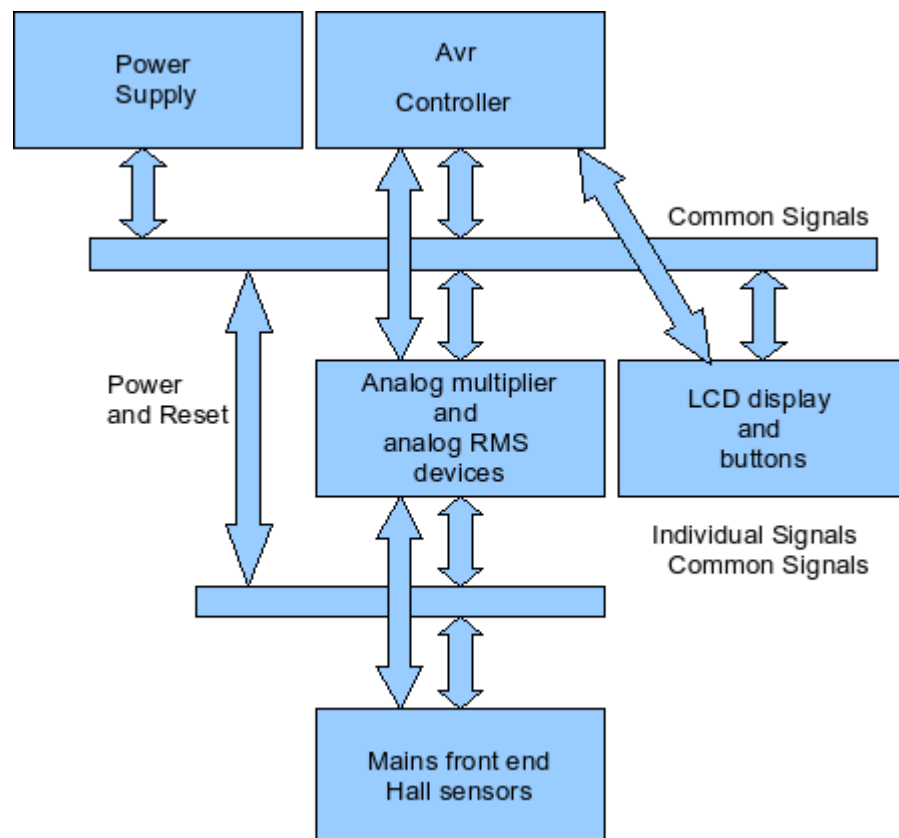 Power
Supply
Avr
Controller
Common Signals
Power
and Reset
Analog multiplier
and
analog RMS
devices
LCD display
and
buttons
Individual Signals
Common Signals
Mains front end
Hall sensors